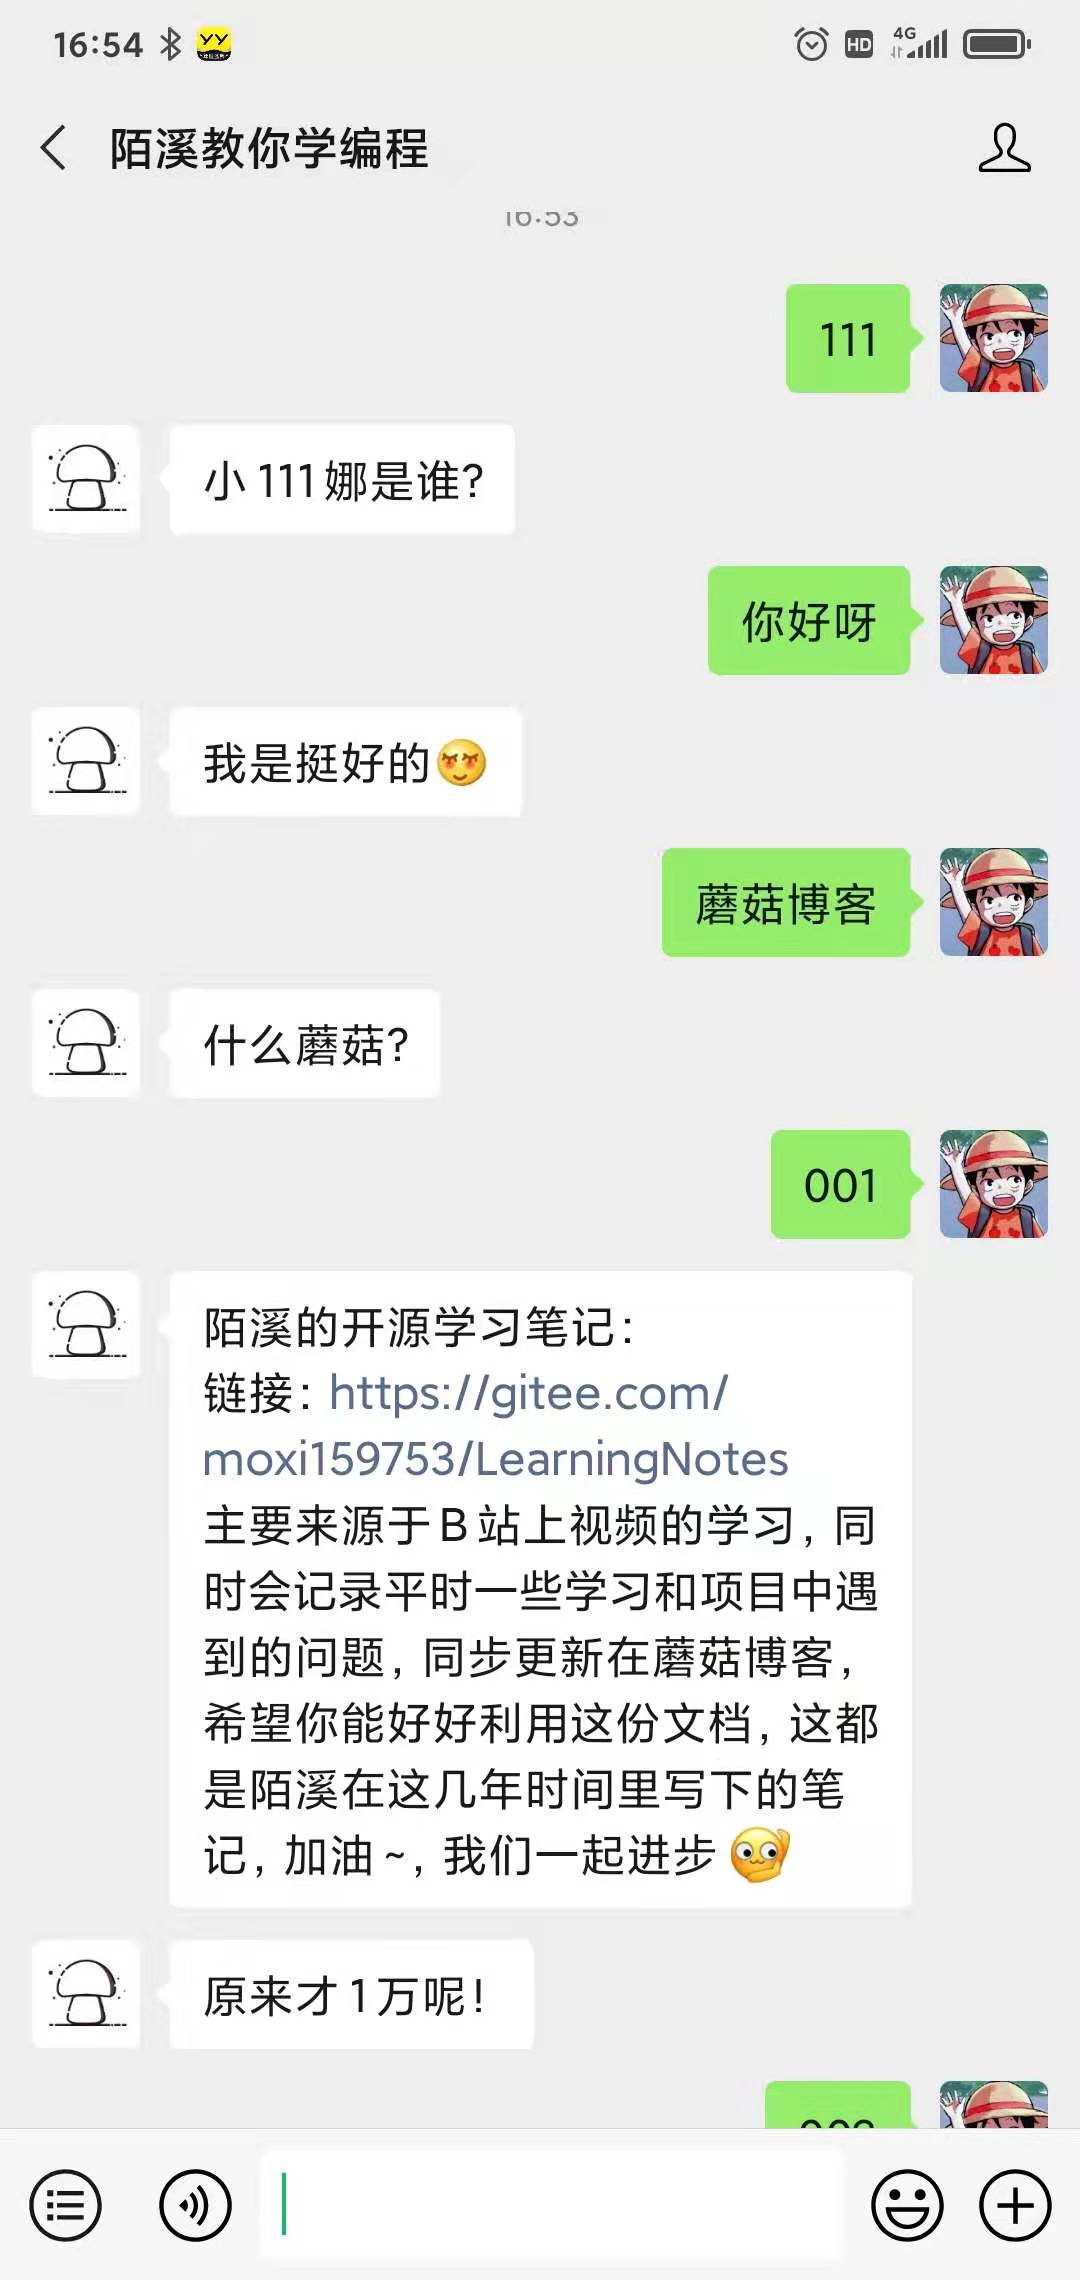 16:54
YY
HD
4G
陌溪教你学编程
16:53
111
小 111 娜是谁?
你好呀
我是挺好的
蘑菇博客
什么蘑菇?
001
陌溪的开源学习笔记：
链接：https://gitee.com/
moxi159753/LearningNotes
主要来源于 B 站上视频的学习，同
时会记录平时一些学习和项目中遇
到的问题，同步更新在蘑菇博客，
希望你能好好利用这份文档，这都
是陌溪在这几年时间里写下的笔
记，加油 ~，我们一起进步
原来才 1 万呢！